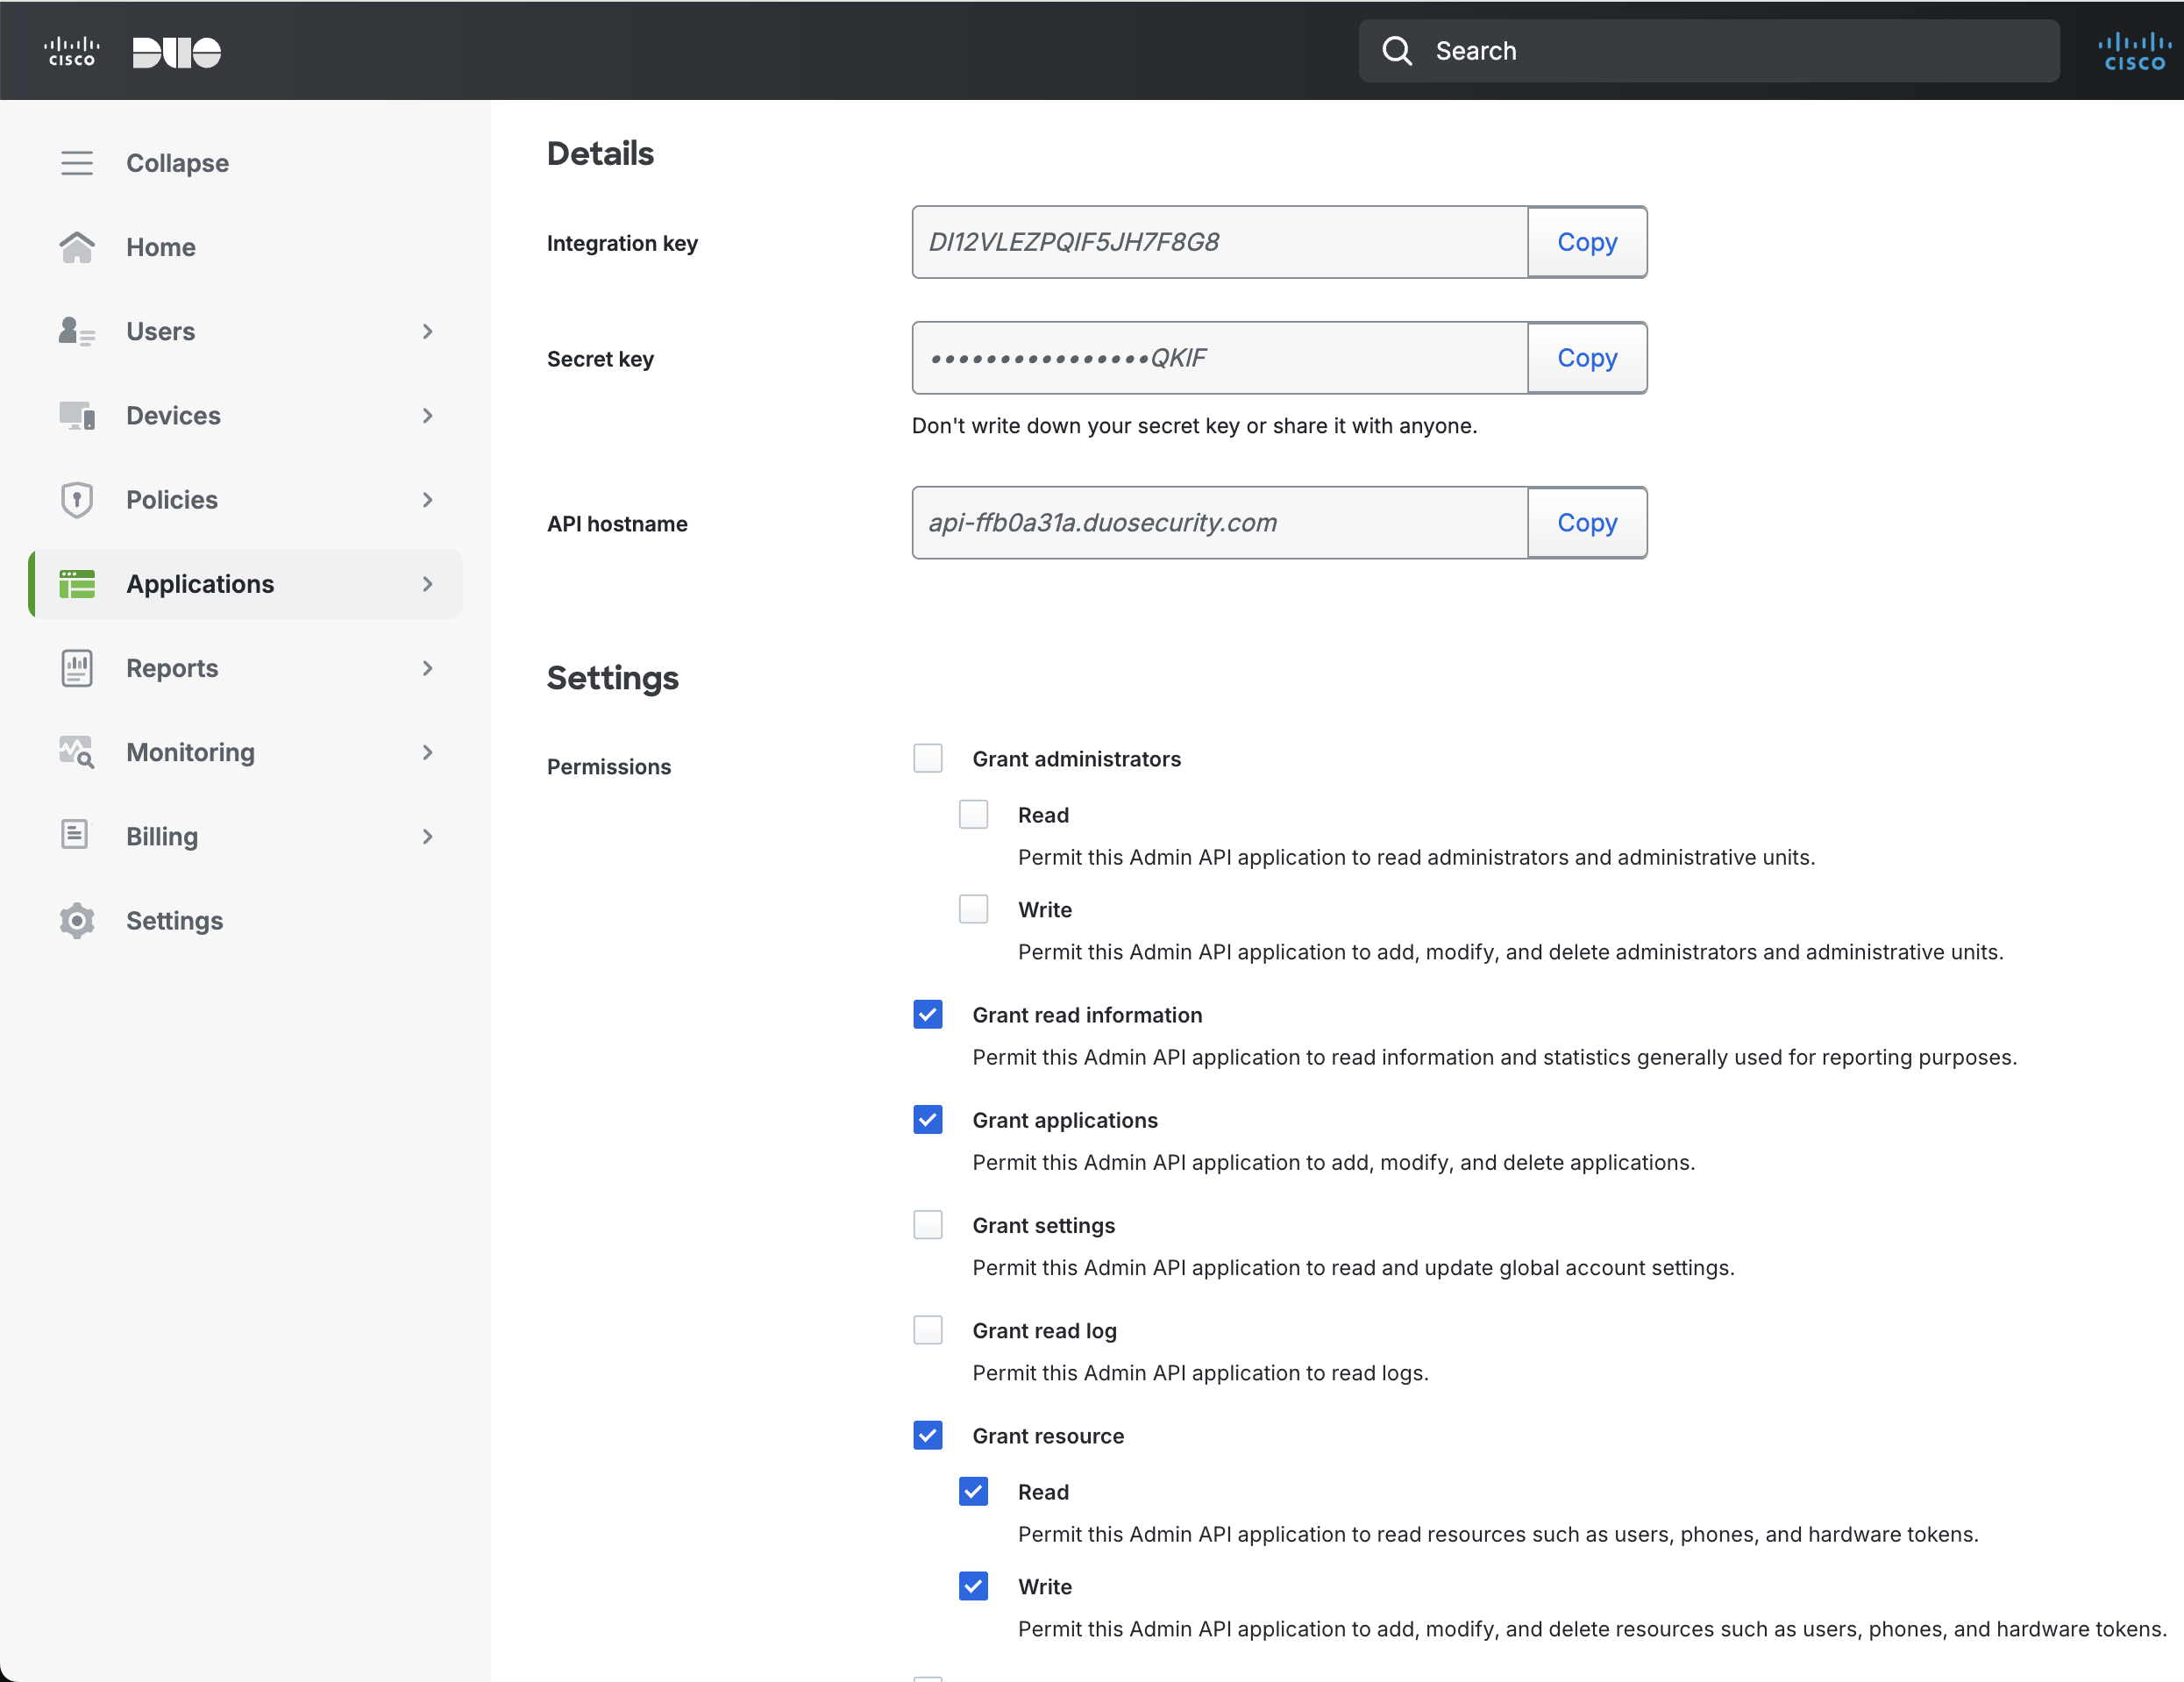 CISCO DUO
Search
CISCO
Collapse
Home
Users
Devices
Policies
Applications
Reports
Monitoring
Billing
Settings
Details
Integration key
DI12VLEZPQIF5JH7F8G8
Copy
Secret key
••••••••••••••••QKIF
Copy
Don't write down your secret key or share it with anyone.
API hostname
api-ffb0a31a.duosecurity.com
Copy
Settings
Permissions
Grant administrators
Read
Permit this Admin API application to read administrators and administrative units.
Write
Permit this Admin API application to add, modify, and delete administrators and administrative units.
Grant read information
Permit this Admin API application to read information and statistics generally used for reporting purposes.
Grant applications
Permit this Admin API application to add, modify, and delete applications.
Grant settings
Permit this Admin API application to read and update global account settings.
Grant read log
Permit this Admin API application to read logs.
Grant resource
Read
Permit this Admin API application to read resources such as users, phones, and hardware tokens.
Write
Permit this Admin API application to add, modify, and delete resources such as users, phones, and hardware tokens.